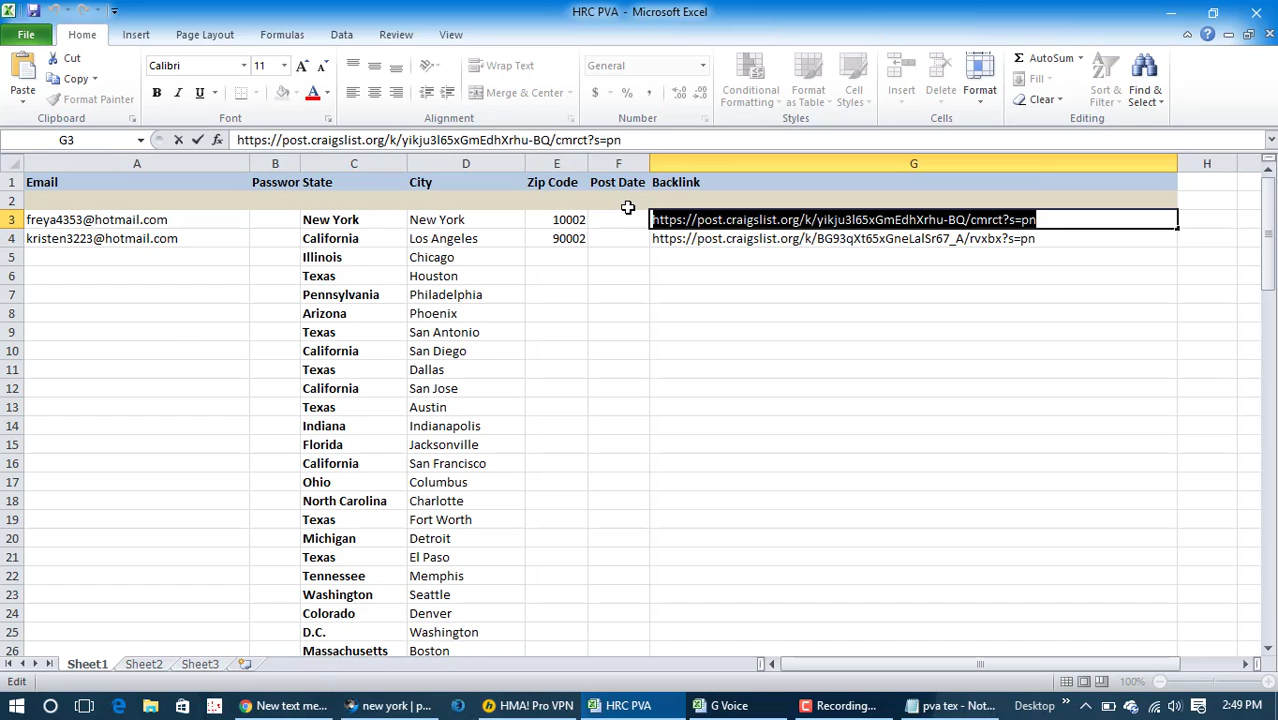 HRC PVA - Microsoft Excel
File Home Insert Page Layout Formulas Data Review View
Paste Cut Copy Format Painter Clipboard
Calibri 11 A A B I U A Font
Wrap Text Merge & Center Alignment
General $ % , Number
Conditional Formatting Format as Table Cell Styles Styles
Insert Delete Format Cells
Σ AutoSum Fill Clear Sort & Filter Find & Select Editing
G3 https://post.craigslist.org/k/yikju3l65xGmEdhXrhu-BQ/cmrct?s=pn
A B C D E F G H
1 Email Passwor State City Zip Code Post Date Backlink
2
3 freya4353@hotmail.com New York New York 10002 https://post.craigslist.org/k/yikju3l65xGmEdhXrhu-BQ/cmrct?s=pn
4 kristen3223@hotmail.com California Los Angeles 90002 https://post.craigslist.org/k/BG93qXt65xGneLalSr67_A/rvxbx?s=pn
5 Illinois Chicago
6 Texas Houston
7 Pennsylvania Philadelphia
8 Arizona Phoenix
9 Texas San Antonio
10 California San Diego
11 Texas Dallas
12 California San Jose
13 Texas Austin
14 Indiana Indianapolis
15 Florida Jacksonville
16 California San Francisco
17 Ohio Columbus
18 North Carolina Charlotte
19 Texas Fort Worth
20 Michigan Detroit
21 Texas El Paso
22 Tennessee Memphis
23 Washington Seattle
24 Colorado Denver
25 D.C. Washington
26 Massachusetts Boston
Sheet1 Sheet2 Sheet3
Edit 100%
New text me... new york | p... HMA! Pro VPN HRC PVA G Voice Recording... pva tex - Not... Desktop 2:49 PM